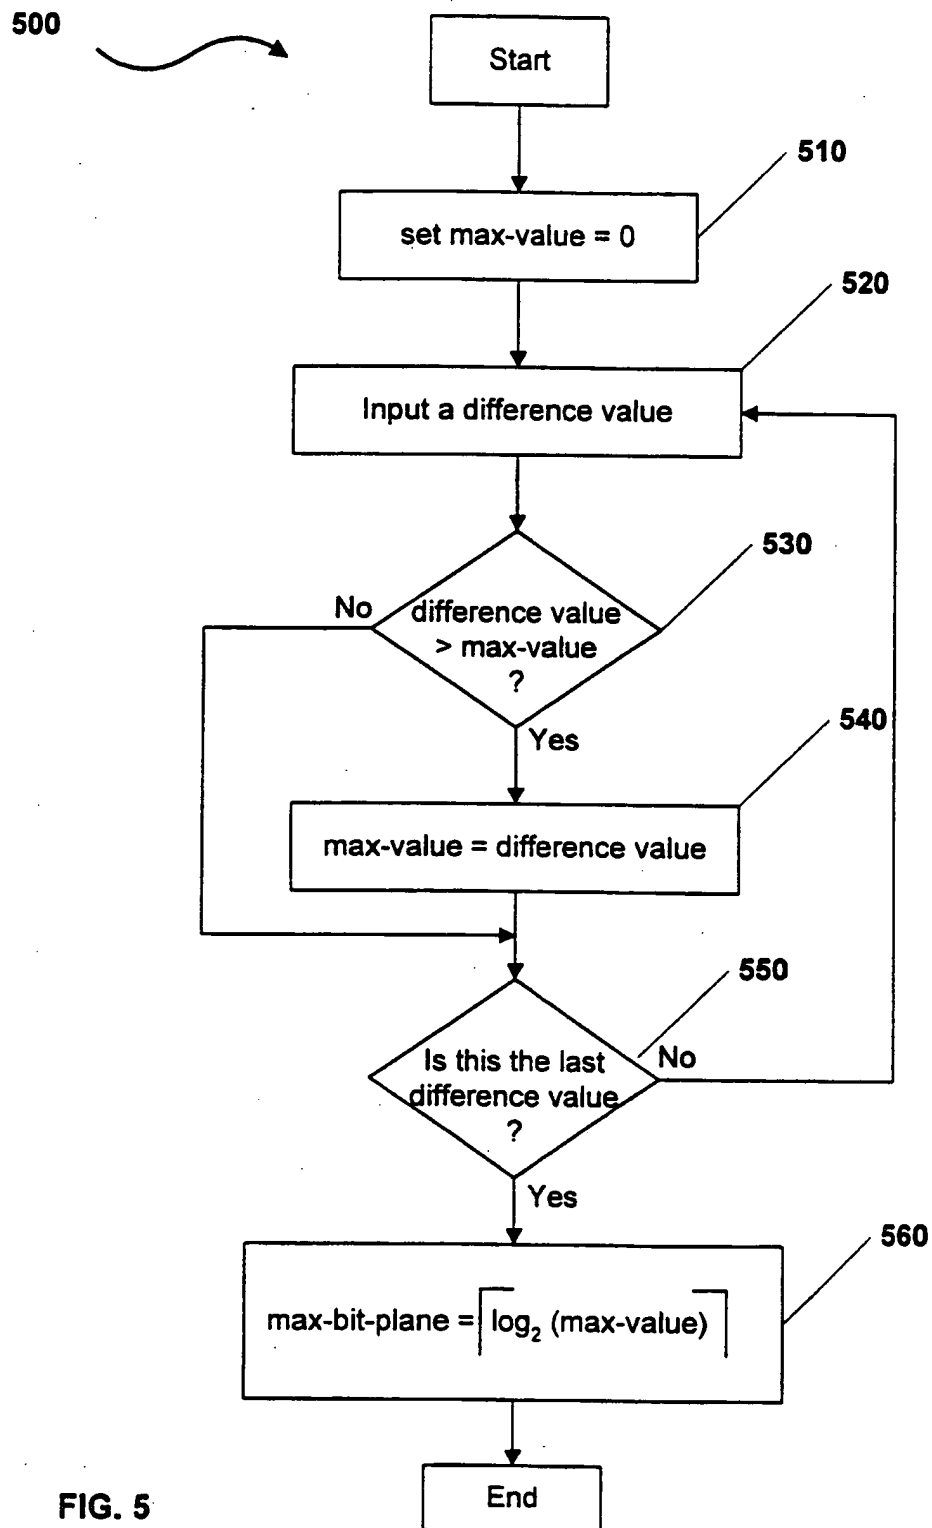 500
Start
510
set max-value = 0
520
Input a difference value
530
No
difference value
> max-value
?
Yes
540
max-value = difference value
550
Is this the last
difference value
?
No
Yes
560
max-bit-plane = ⌈log₂ (max-value)⌉
End
FIG. 5